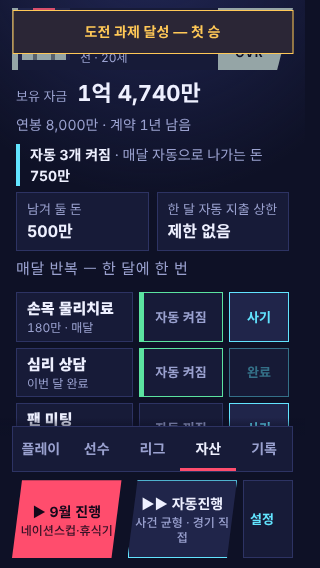 도전 과제 달성 — 첫 승
전 · 20세
OVR
보유 자금 1억 4,740만
연봉 8,000만 · 계약 1년 남음
자동 3개 켜짐 · 매달 자동으로 나가는 돈
750만
남겨 둘 돈
500만
한 달 자동 지출 상한
제한 없음
매달 반복 — 한 달에 한 번
손목 물리치료
180만 · 매달
자동 켜짐
사기
심리 상담
이번 달 완료
자동 켜짐
완료
팬 미팅
플레이 선수 리그 자산 기록
▶ 9월 진행
네이션스컵·휴식기
▶▶ 자동진행
사건 균형 · 경기 직
접
설정